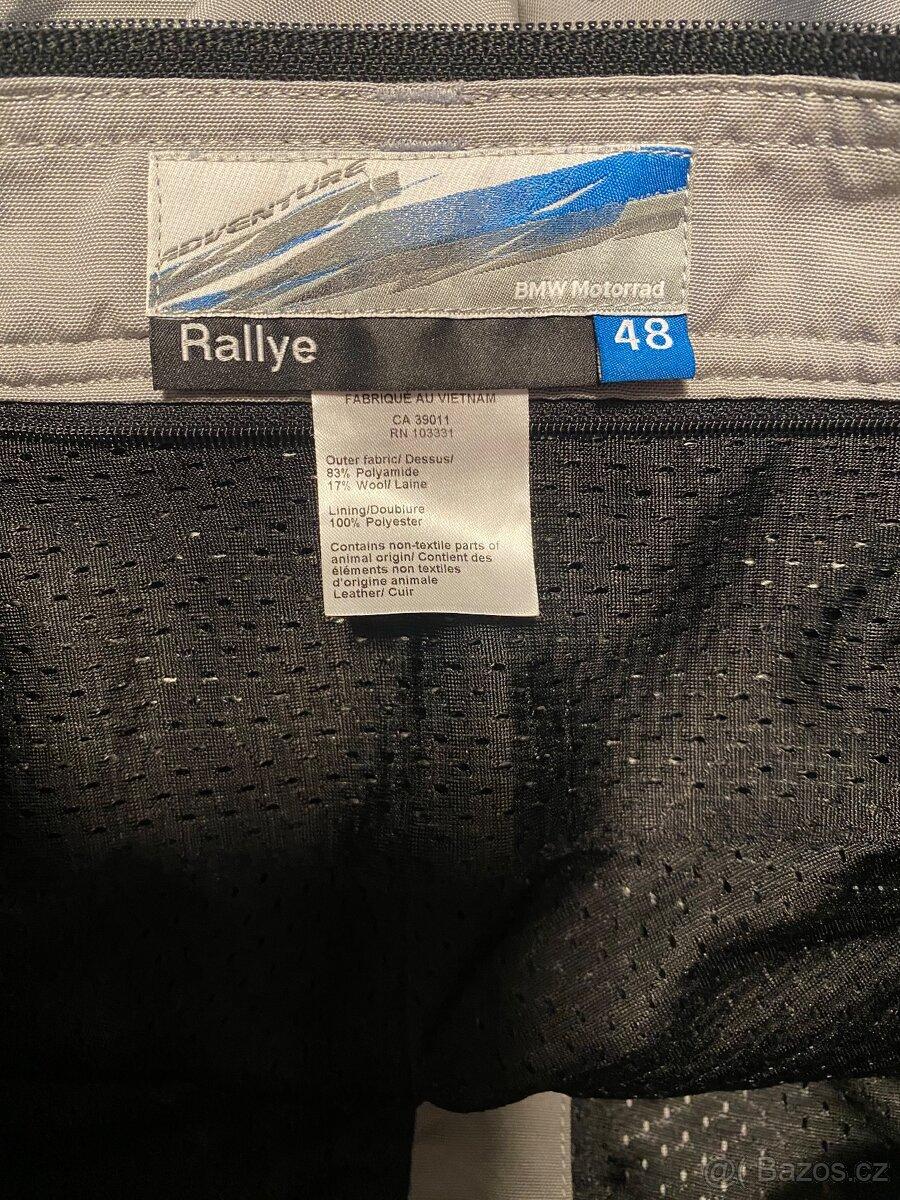 ADVENTURE
BMW Motorrad
Rallye
48
FABRIQUÉ AU VIETNAM
CA 39011
RN 103331
Outer fabric/ Dessus/
83% Polyamide
17% Wool/ Laine
Lining/Doublure
100% Polyester
Contains non-textile parts of
animal origin/ Contient des
éléments non textiles
d'origine animale
Leather/ Cuir
@( Bazos.cz